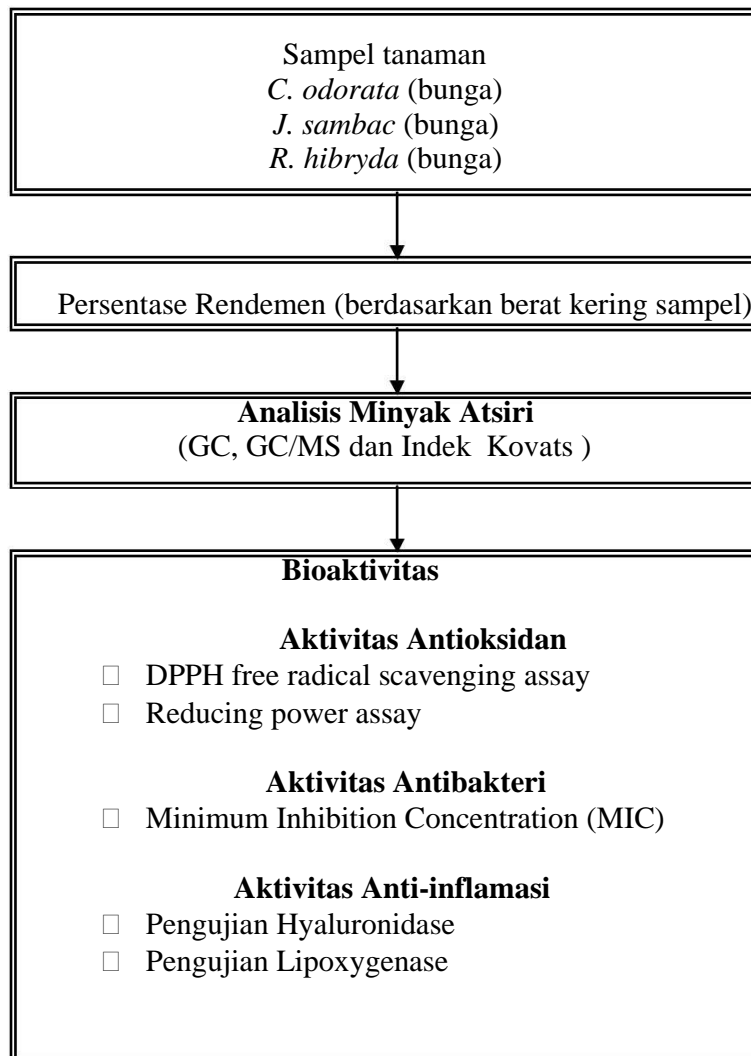 Sampel tanaman
C. odorata (bunga)
J. sambac (bunga)
R. hibryda (bunga)
Persentase Rendemen (berdasarkan berat kering sampel)
Analisis Minyak Atsiri
(GC, GC/MS dan Indek Kovats )
Bioaktivitas
Aktivitas Antioksidan
DPPH free radical scavenging assay
Reducing power assay
Aktivitas Antibakteri
Minimum Inhibition Concentration (MIC)
Aktivitas Anti-inflamasi
Pengujian Hyaluronidase
Pengujian Lipoxygenase